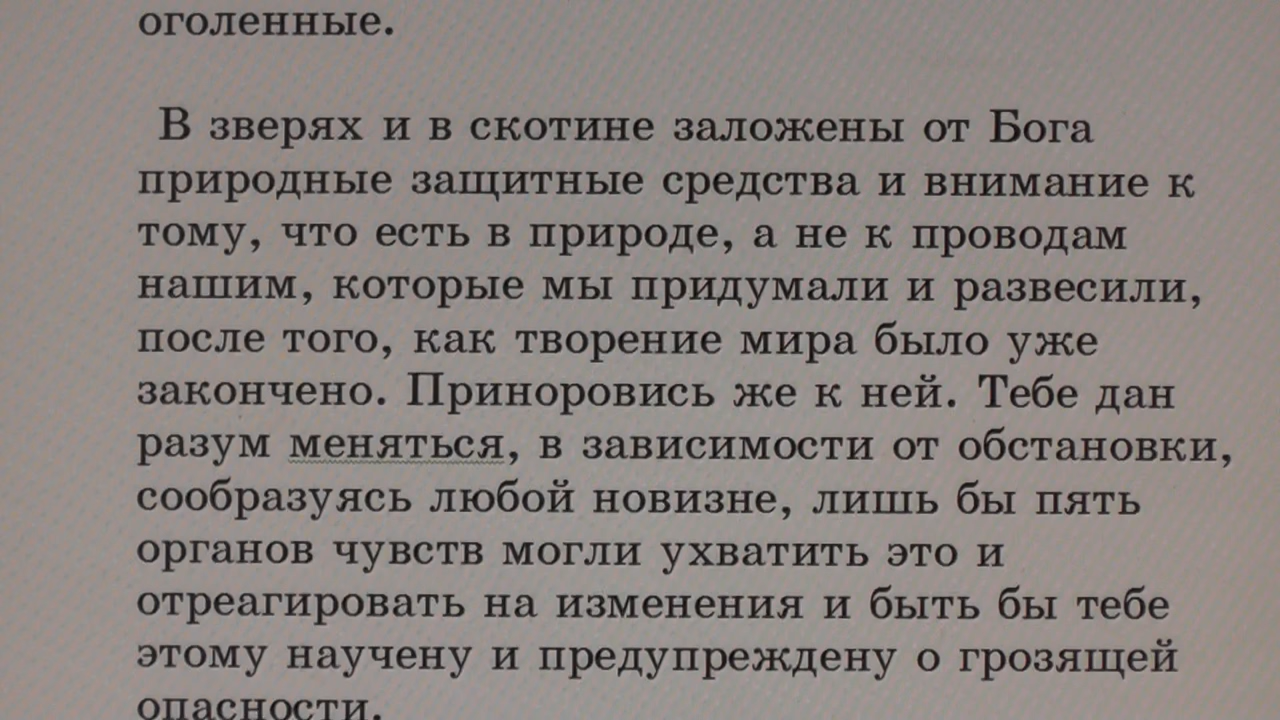 оголенные.
В зверях и в скотине заложены от Бога
природные защитные средства и внимание к
тому, что есть в природе, а не к проводам
нашим, которые мы придумали и развесили,
после того, как творение мира было уже
закончено. Приноровись же к ней. Тебе дан
разум меняться, в зависимости от обстановки,
сообразуясь любой новизне, лишь бы пять
органов чувств могли ухватить это и
отреагировать на изменения и быть бы тебе
этому научену и предупреждену о грозящей
опасности.